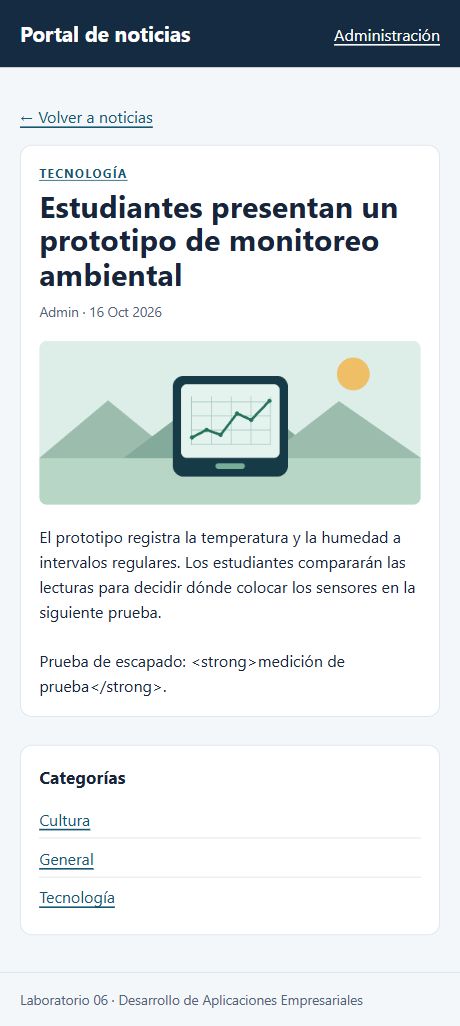 Portal de noticias
Administración
← Volver a noticias
TECNOLOGÍA
Estudiantes presentan un
prototipo de monitoreo
ambiental
Admin · 16 Oct 2026
El prototipo registra la temperatura y la humedad a
intervalos regulares. Los estudiantes compararán las
lecturas para decidir dónde colocar los sensores en la
siguiente prueba.
Prueba de escapado: <strong>medición de
prueba</strong>.
Categorías
Cultura
General
Tecnología
Laboratorio 06 · Desarrollo de Aplicaciones Empresariales